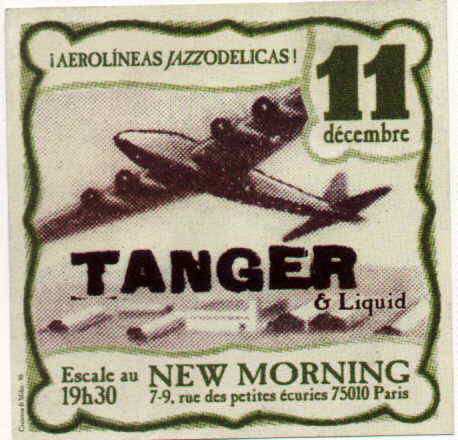 ¡AEROLÍNEAS JAZZODELICAS!
11
décembre
TANGER
& Liquid
Escale au
19h30
NEW MORNING
7-9, rue des petites écuries 75010 Paris